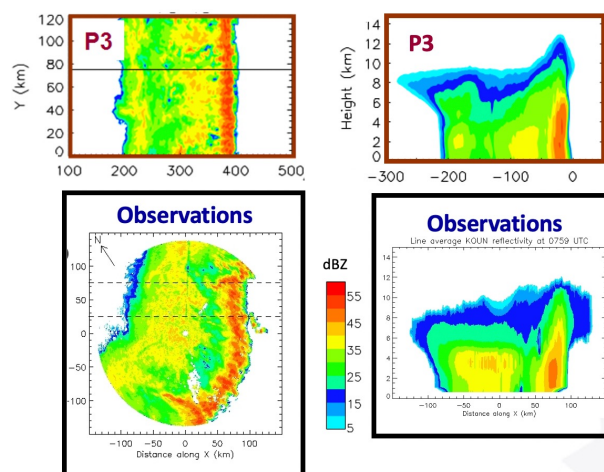 P3
Y (km)
120
100
80
60
40
20
0
100 200 300 400 500
P3
Height (km)
14
12
10
8
6
4
2
0
-300 -200 -100 0
Observations
N
100
50
0
-50
-100
-100 -50 0 50 100
Distance along X (km)
dBZ
55
45
35
25
15
5
Observations
Line average KOUN reflectivity at 0759 UTC
14
12
10
8
6
4
2
0
-100 -50 0 50 100
Distance along X (km)